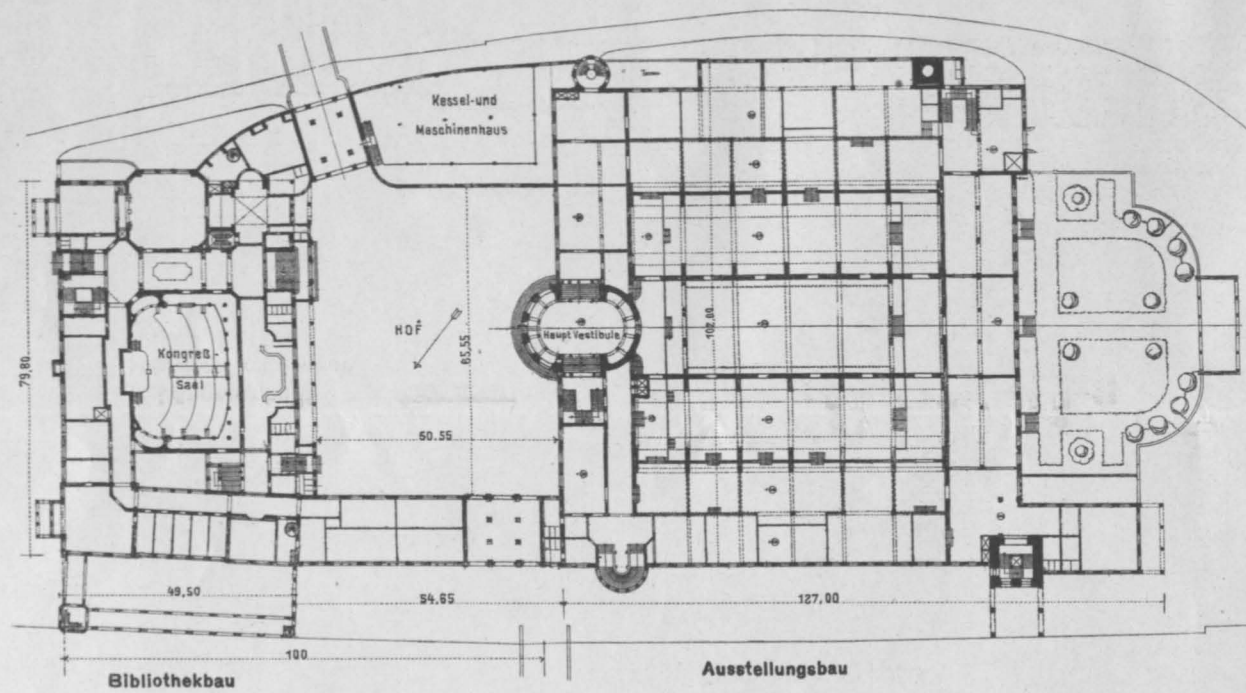 Kessel-und
Maschinenhaus
HOF
65,55
Haupt Vestibule
102,00
79,80
Kongreß-
Saal
50.55
49,50
54.65
127,00
100
Bibliothekbau
Ausstellungsbau